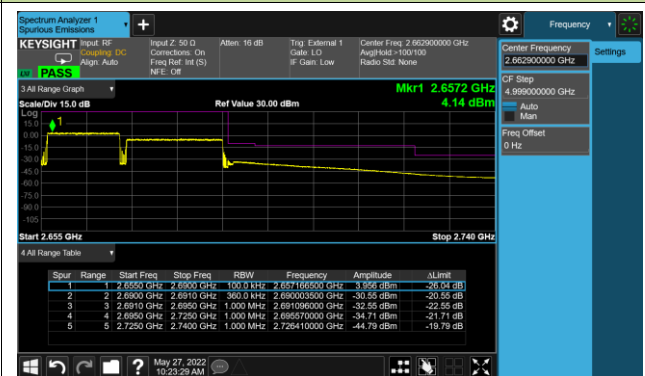 Spectrum Analyzer 1
Spurious Emissions
Frequency
KEYSIGHT
Input: RF
Coupling: DC
Align: Auto
Input Z: 50 Ω
Corrections: On
Freq Ref: Int (S)
NFE: Off
Atten: 16 dB
Trig: External 1
Gate: LO
IF Gain: Low
Center Freq: 2.662900000 GHz
Avg|Hold:>100/100
Radio Std: None
PASS
Center Frequency
2.662900000 GHz
Settings
CF Step
4.999000000 GHz
Auto
Man
Freq Offset
0 Hz
3 All Range Graph
Mkr1 2.6572 GHz
4.14 dBm
Scale/Div 15.0 dB
Ref Value 30.00 dBm
Log
15.0
0.00
-15.0
-30.0
-45.0
-60.0
-75.0
-90.0
-105
1
Start 2.655 GHz
Stop 2.740 GHz
4 All Range Table
Spur Range Start Freq Stop Freq RBW Frequency Amplitude ΔLimit
1 1 2.6550 GHz 2.6900 GHz 100.0 kHz 2.657166500 GHz 3.956 dBm -26.04 dB
2 2 2.6900 GHz 2.6910 GHz 360.0 kHz 2.690003500 GHz -30.55 dBm -20.55 dB
3 3 2.6910 GHz 2.6950 GHz 1.000 MHz 2.691096000 GHz -32.55 dBm -22.55 dB
4 4 2.6950 GHz 2.7250 GHz 1.000 MHz 2.695570000 GHz -34.71 dBm -21.71 dB
5 5 2.7250 GHz 2.7400 GHz 1.000 MHz 2.726410000 GHz -44.79 dBm -19.79 dB
?
May 27, 2022
10:23:29 AM